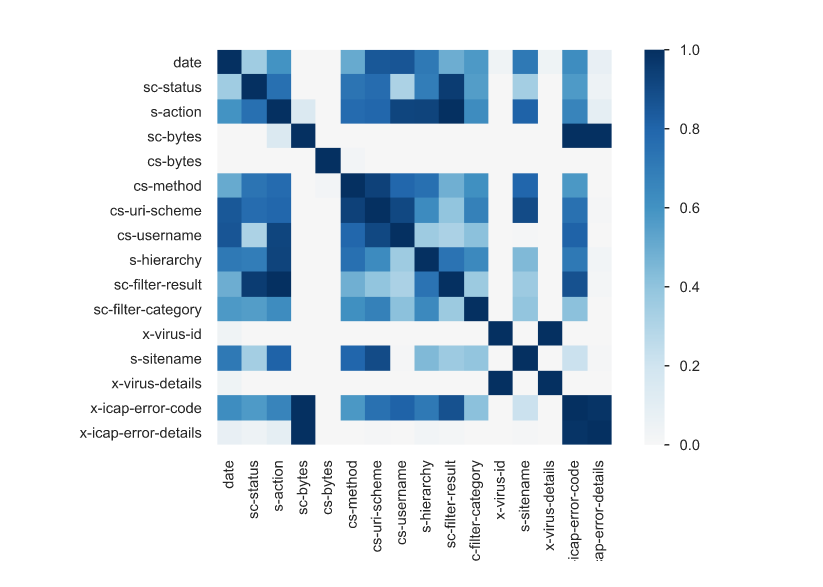 date
sc-status
s-action
sc-bytes
cs-bytes
cs-method
cs-uri-scheme
cs-username
s-hierarchy
sc-filter-result
sc-filter-category
x-virus-id
s-sitename
x-virus-details
x-icap-error-code
x-icap-error-details
1.0
0.8
0.6
0.4
0.2
0.0
date
sc-status
s-action
sc-bytes
cs-bytes
cs-method
cs-uri-scheme
cs-username
s-hierarchy
sc-filter-result
c-filter-category
x-virus-id
s-sitename
x-virus-details
icap-error-code
cap-error-details